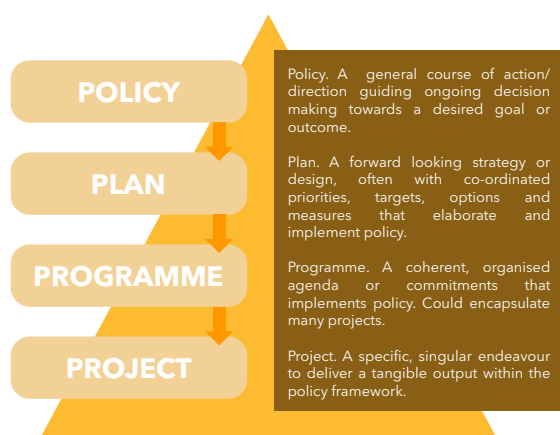 POLICY
PLAN
PROGRAMME
PROJECT
Policy. A general course of action/
direction guiding ongoing decision
making towards a desired goal or
outcome.
Plan. A forward looking strategy or
design, often with co-ordinated
priorities, targets, options and
measures that elaborate and
implement policy.
Programme. A coherent, organised
agenda or commitments that
implements policy. Could encapsulate
many projects.
Project. A specific, singular endeavour
to deliver a tangible output within the
policy framework.